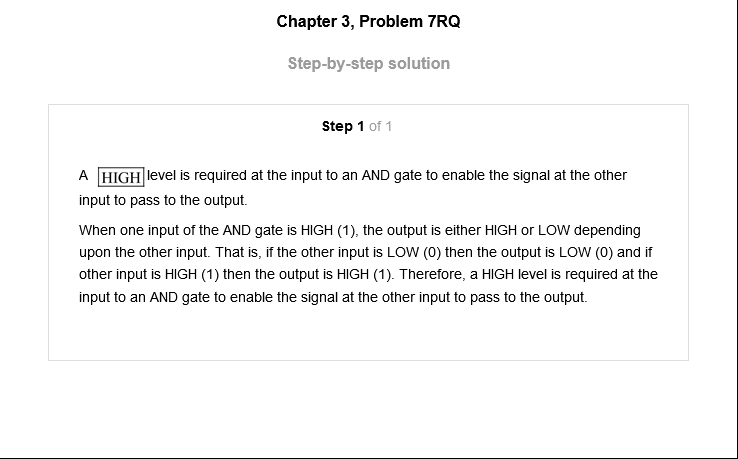 Chapter 3, Problem 7RQ
Step-by-step solution
Step 1 of 1
A HIGH level is required at the input to an AND gate to enable the signal at the other
input to pass to the output.
When one input of the AND gate is HIGH (1), the output is either HIGH or LOW depending
upon the other input. That is, if the other input is LOW (0) then the output is LOW (0) and if
other input is HIGH (1) then the output is HIGH (1). Therefore, a HIGH level is required at the
input to an AND gate to enable the signal at the other input to pass to the output.